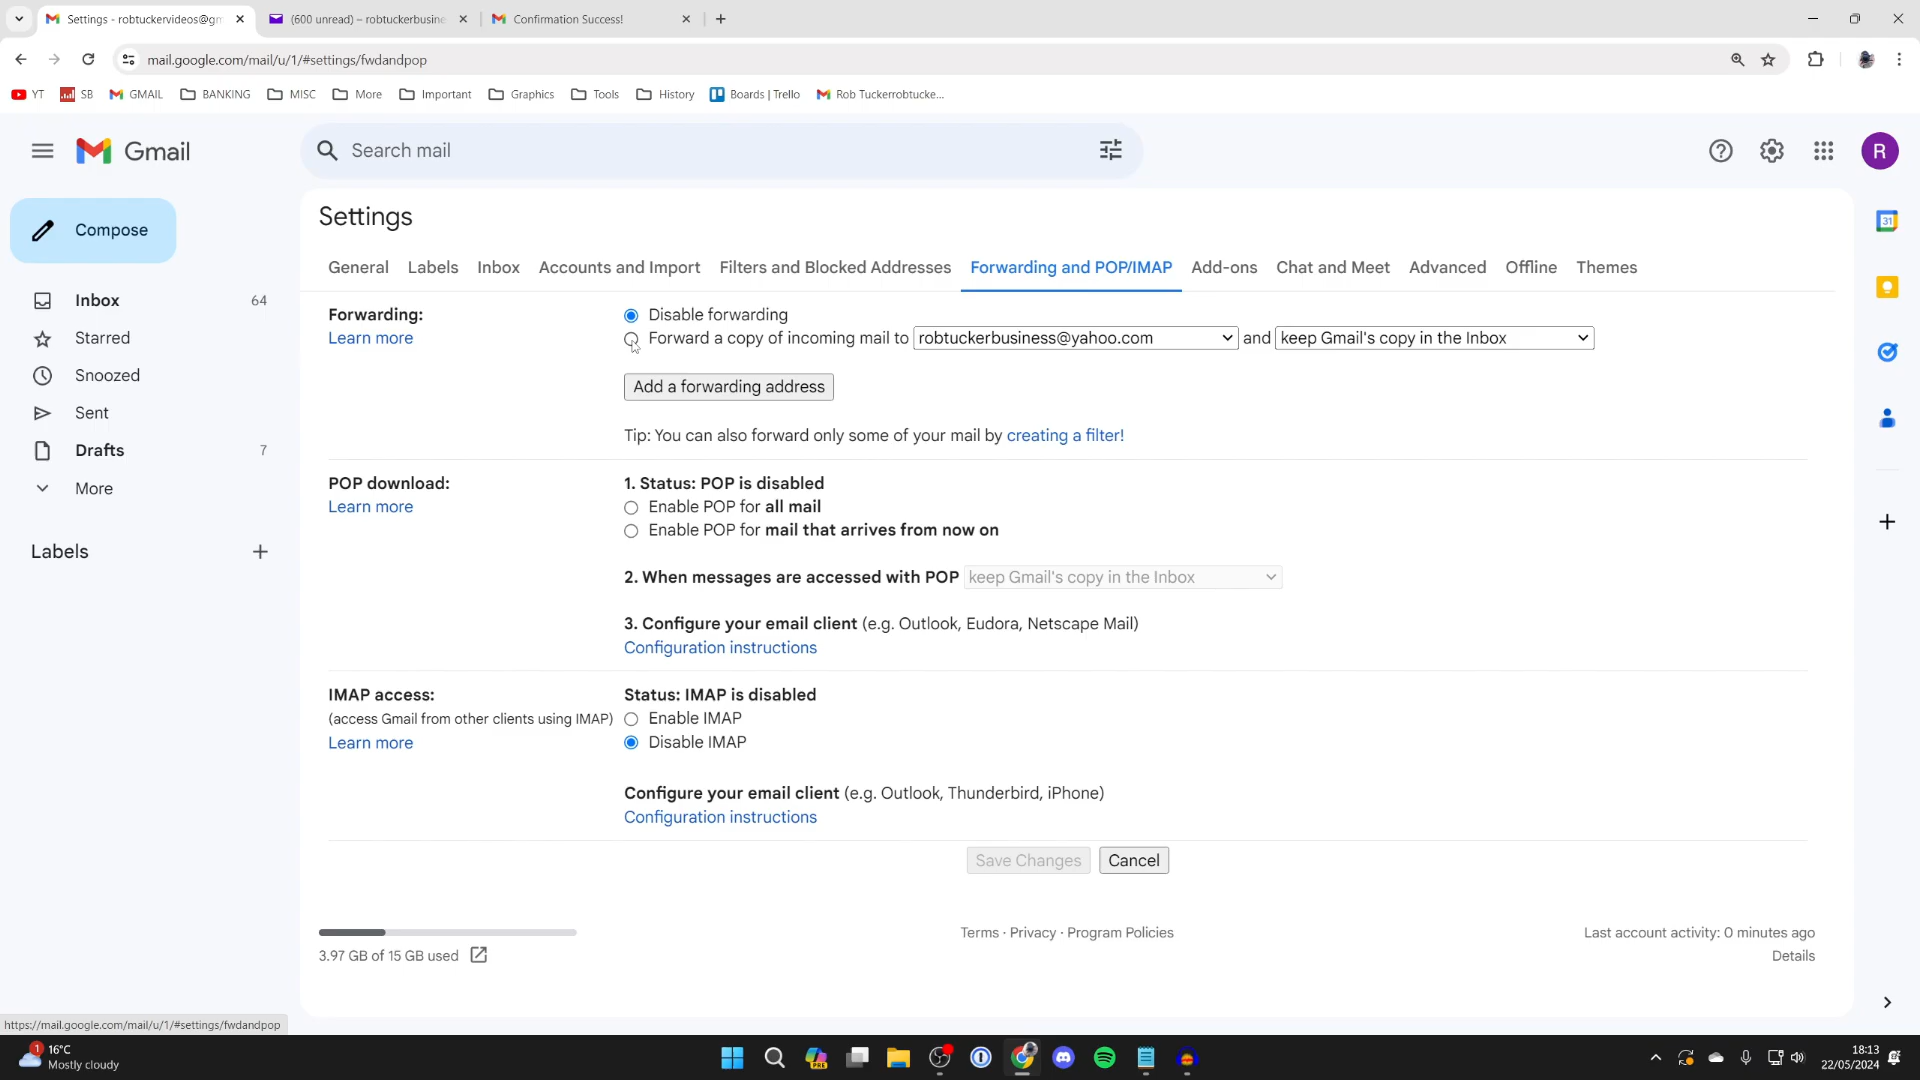 Settings - robtuckervideos@gm
(600 unread) – robtuckerbusine
Confirmation Success!
mail.google.com/mail/u/1/#settings/fwdandpop
YT
SB
GMAIL
BANKING
MISC
More
Important
Graphics
Tools
History
Boards | Trello
Rob Tuckerrobtucke...
Gmail
Search mail
R
Compose
Inbox 64
Starred
Snoozed
Sent
Drafts 7
More
Labels
Settings
General Labels Inbox Accounts and Import Filters and Blocked Addresses Forwarding and POP/IMAP Add-ons Chat and Meet Advanced Offline Themes
Forwarding:
Learn more
Disable forwarding
Forward a copy of incoming mail to robtuckerbusiness@yahoo.com and keep Gmail's copy in the Inbox
Add a forwarding address
Tip: You can also forward only some of your mail by creating a filter!
POP download:
Learn more
1. Status: POP is disabled
Enable POP for all mail
Enable POP for mail that arrives from now on
2. When messages are accessed with POP keep Gmail's copy in the Inbox
3. Configure your email client (e.g. Outlook, Eudora, Netscape Mail)
Configuration instructions
IMAP access:
(access Gmail from other clients using IMAP)
Learn more
Status: IMAP is disabled
Enable IMAP
Disable IMAP
Configure your email client (e.g. Outlook, Thunderbird, iPhone)
Configuration instructions
Save Changes Cancel
3.97 GB of 15 GB used
Terms · Privacy · Program Policies
Last account activity: 0 minutes ago
Details
31
https://mail.google.com/mail/u/1/#settings/fwdandpop
1
16°C
Mostly cloudy
PRE
18:13
22/05/2024